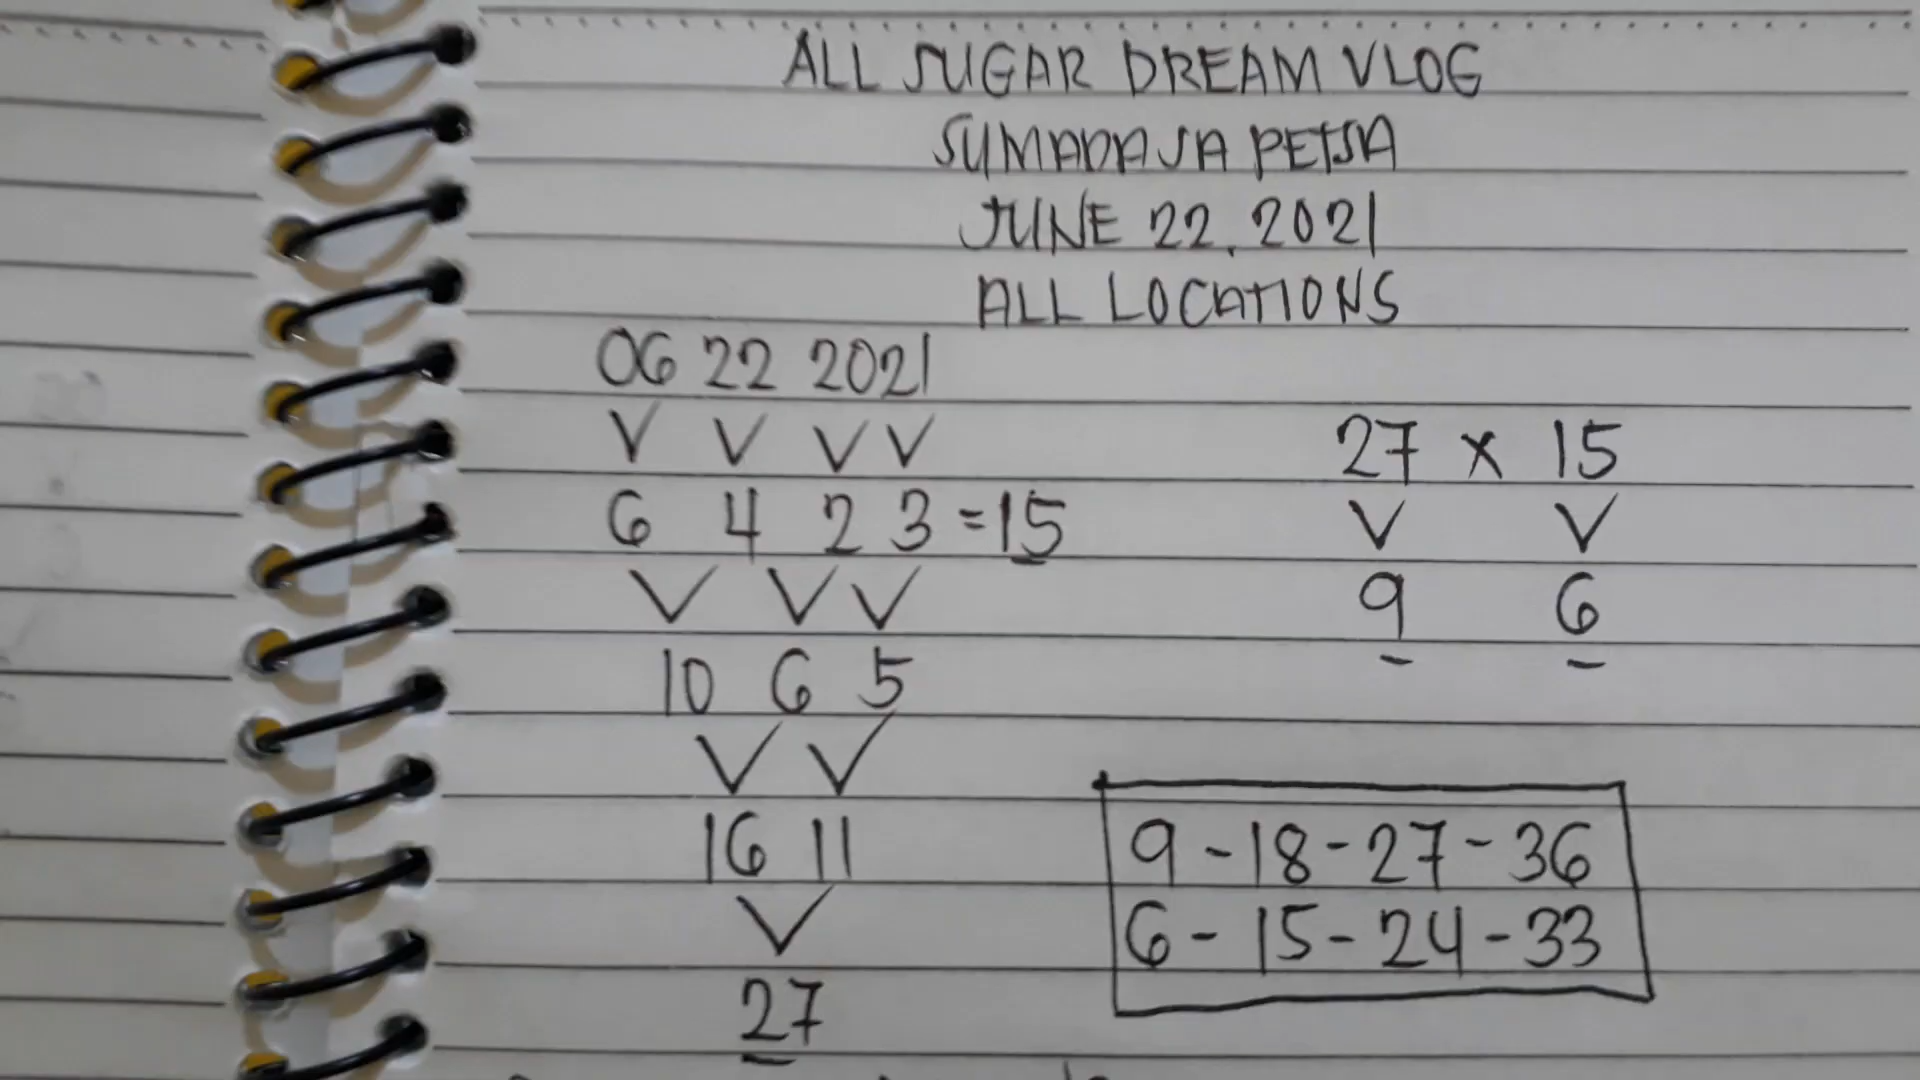 ALL SUGAR DREAM VLOG
SUMADASA PETSA
JUNE 22, 2021
ALL LOCATIONS
06 22 2021
V V V V
27 x 15
6 4 2 3 = 15
V V
V V V
9 6
10 6 5
V V
9 - 18 - 27 - 36
16 11
6 - 15 - 24 - 33
V
27